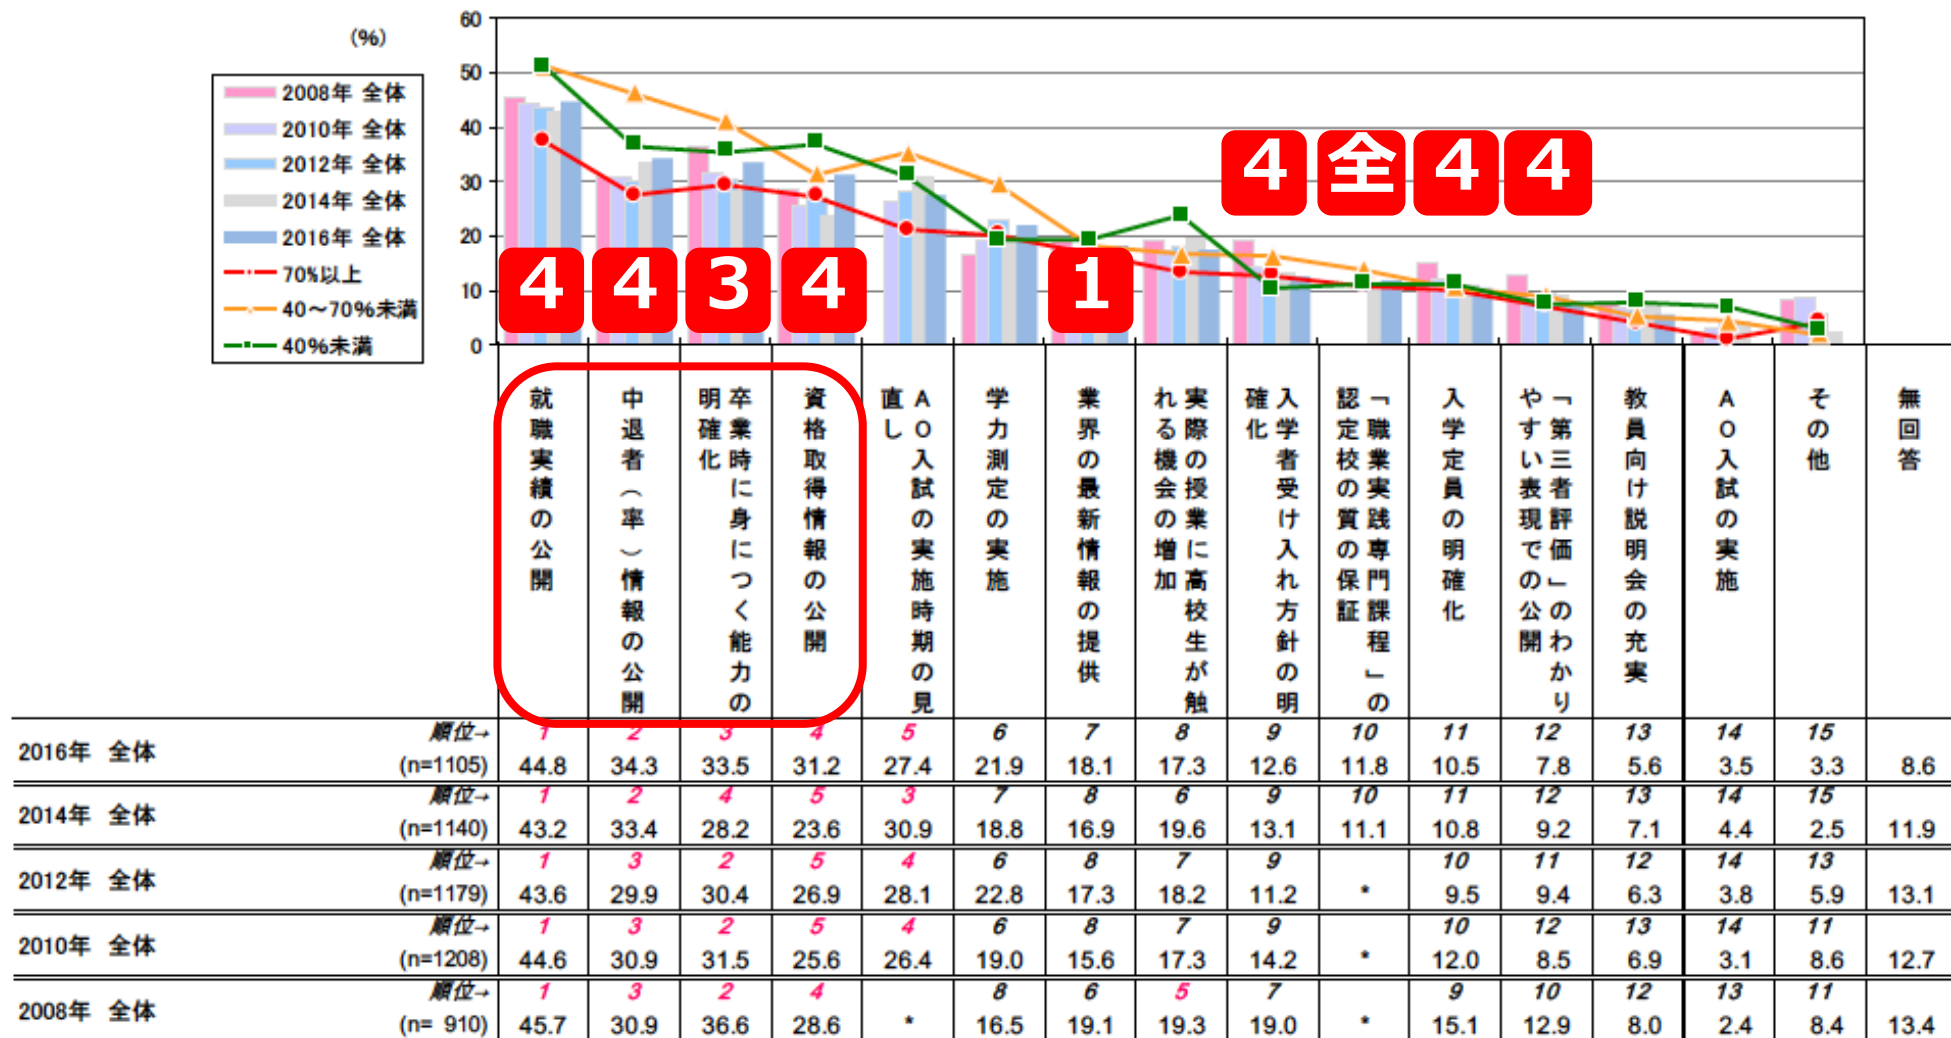 (%)
60
50
40
30
20
10
0
2008年 全体
2010年 全体
2012年 全体
2014年 全体
2016年 全体
70%以上
40～70%未満
40%未満
4
4
3
4
1
4
全
4
4
就職実績の公開
中退者（率）情報の公開
卒業時に身につく能力の
明確化
資格取得情報の公開
AO入試の実施時期の見
直し
学力測定の実施
業界の最新情報の提供
実際の授業に高校生が触
れる機会の増加
入学者受け入れ方針の明
確化
「職業実践専門課程」の
認定校の質の保証
入学定員の明確化
「第三者評価」のわかり
やすい表現での公開
教員向け説明会の充実
AO入試の実施
その他
無回答
2016年 全体 順位→ 1 2 3 4 5 6 7 8 9 10 11 12 13 14 15
(n=1105) 44.8 34.3 33.5 31.2 27.4 21.9 18.1 17.3 12.6 11.8 10.5 7.8 5.6 3.5 3.3 8.6
2014年 全体 順位→ 1 2 4 5 3 7 8 6 9 10 11 12 13 14 15
(n=1140) 43.2 33.4 28.2 23.6 30.9 18.8 16.9 19.6 13.1 11.1 10.8 9.2 7.1 4.4 2.5 11.9
2012年 全体 順位→ 1 3 2 5 4 6 8 7 9 10 11 12 14 13
(n=1179) 43.6 29.9 30.4 26.9 28.1 22.8 17.3 18.2 11.2 * 9.5 9.4 6.3 3.8 5.9 13.1
2010年 全体 順位→ 1 3 2 5 4 6 8 7 9 10 12 13 14 11
(n=1208) 44.6 30.9 31.5 25.6 26.4 19.0 15.6 17.3 14.2 * 12.0 8.5 6.9 3.1 8.6 12.7
2008年 全体 順位→ 1 3 2 4 8 6 5 7 9 10 12 13 11
(n= 910) 45.7 30.9 36.6 28.6 * 16.5 19.1 19.3 19.0 * 15.1 12.9 8.0 2.4 8.4 13.4